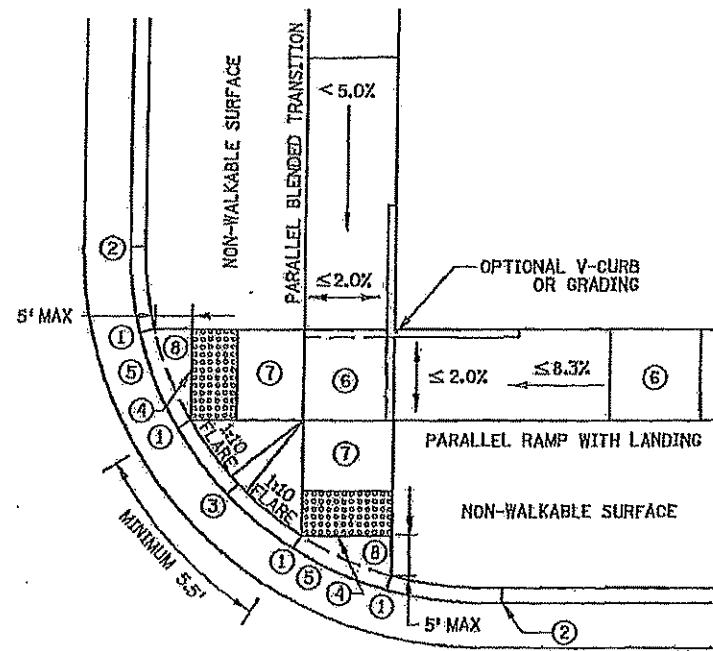 < 5.0%
NON-WALKABLE SURFACE
PARALLEL BLENDED TRANSITION
②
≤2.0%
OPTIONAL V-CURB
OR GRADING
5' MAX
①
⑧
⑤
⑦
⑥
≤ 2.0%
≤8.3%
⑥
④
①
1:10
FLARE
PARALLEL RAMP WITH LANDING
⑦
③
1:10
FLARE
NON-WALKABLE SURFACE
MINIMUM 5.5'
①
⑤
⑧
④
①
5' MAX
②